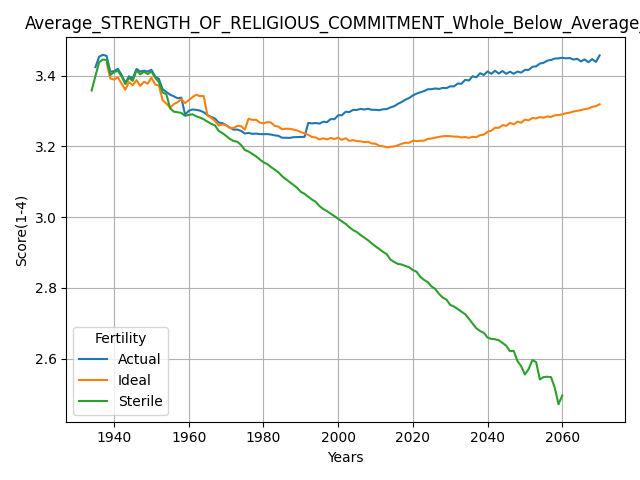 Average_STRENGTH_OF_RELIGIOUS_COMMITMENT_Whole_Below_Average_
Score(1-4)
3.4
3.2
3.0
2.8
2.6
Fertility
Actual
Ideal
Sterile
1940 1960 1980 2000 2020 2040 2060
Years